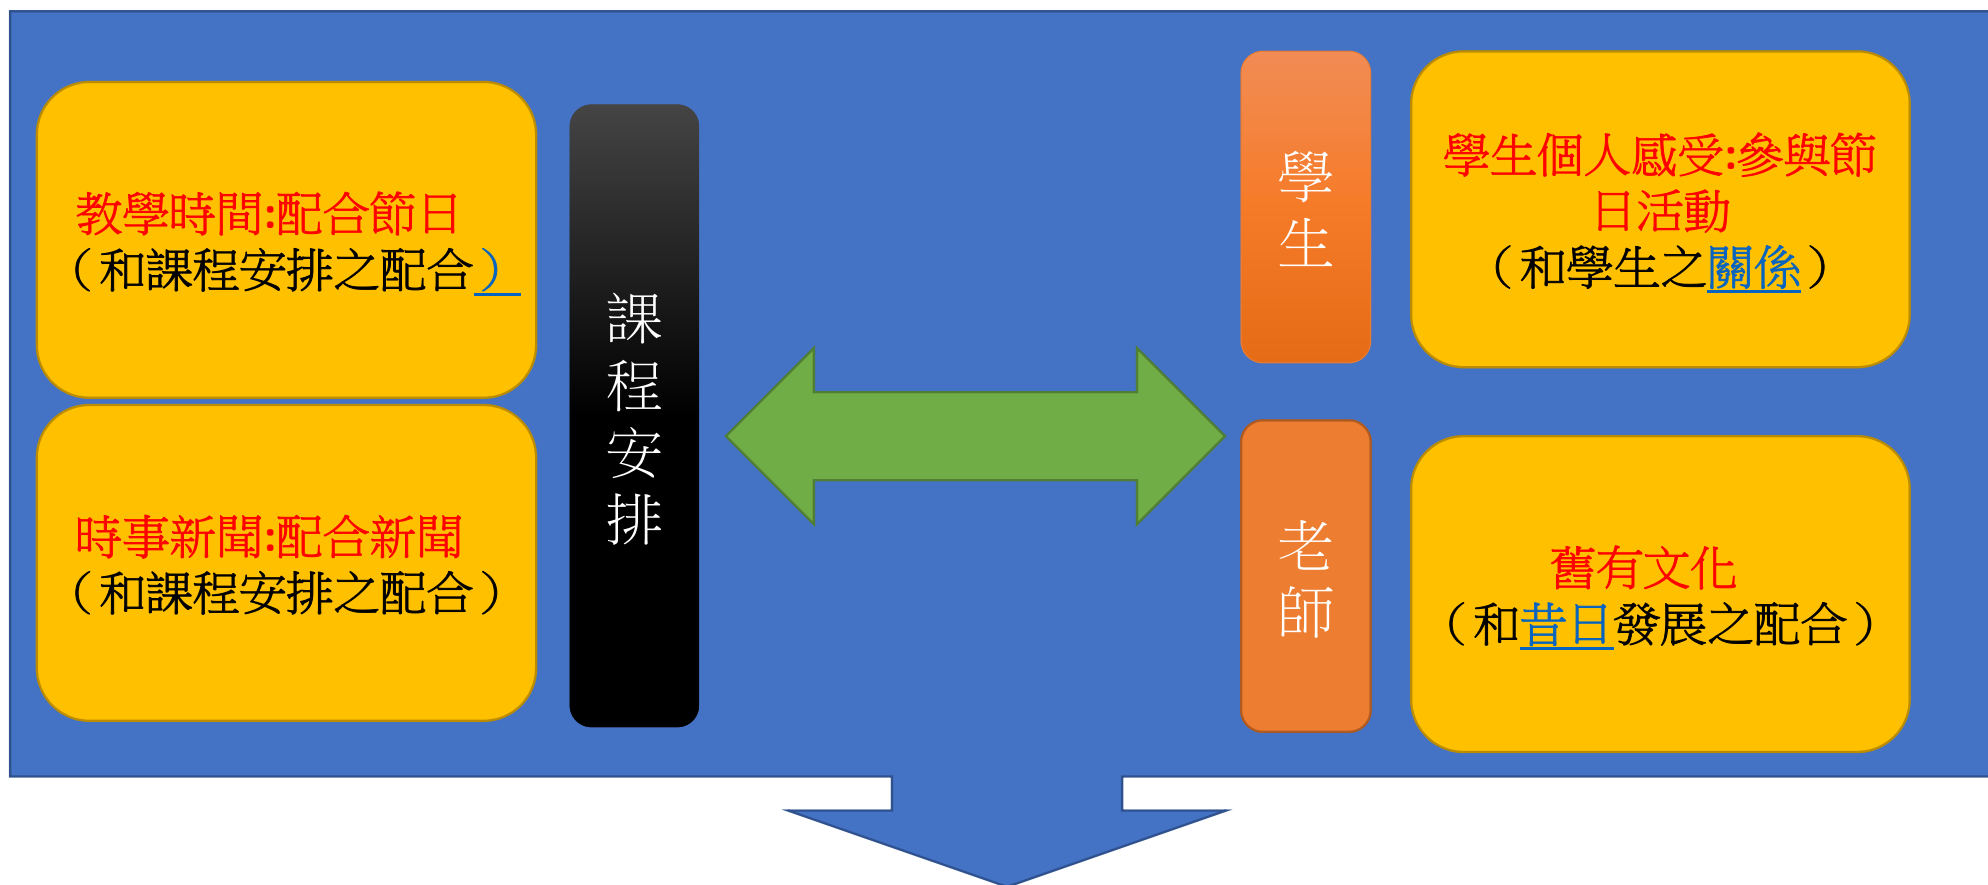 教學時間:配合節日
（和課程安排之配合）
時事新聞:配合新聞
（和課程安排之配合）
課程安排
學生
老師
學生個人感受:參與節
日活動
（和學生之關係）
舊有文化
（和昔日發展之配合）